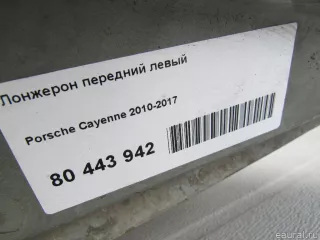 Лонжерон передний левый
Porsche Cayenne 2010-2017
80 443 942
eaural.ru